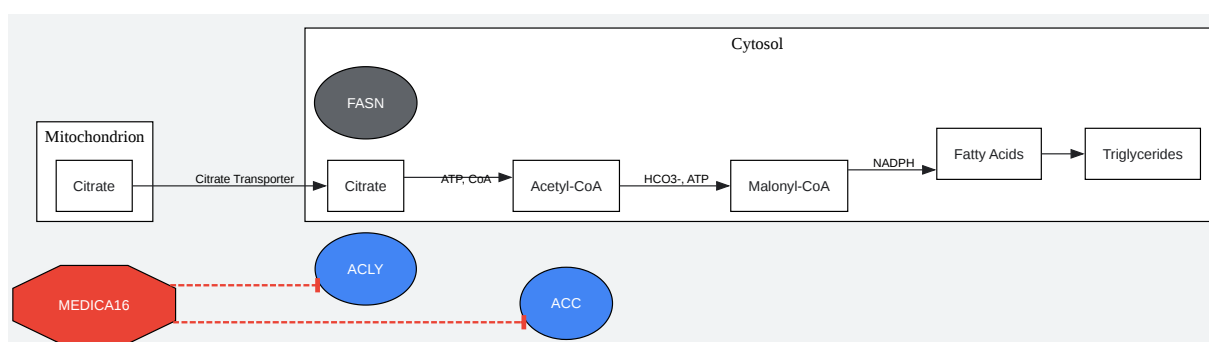 Cytosol
FASN
Mitochondrion
Citrate
Citrate Transporter
Citrate
ATP, CoA
Acetyl-CoA
HCO3-, ATP
Malonyl-CoA
NADPH
Fatty Acids
Triglycerides
ACLY
MEDICA16
ACC